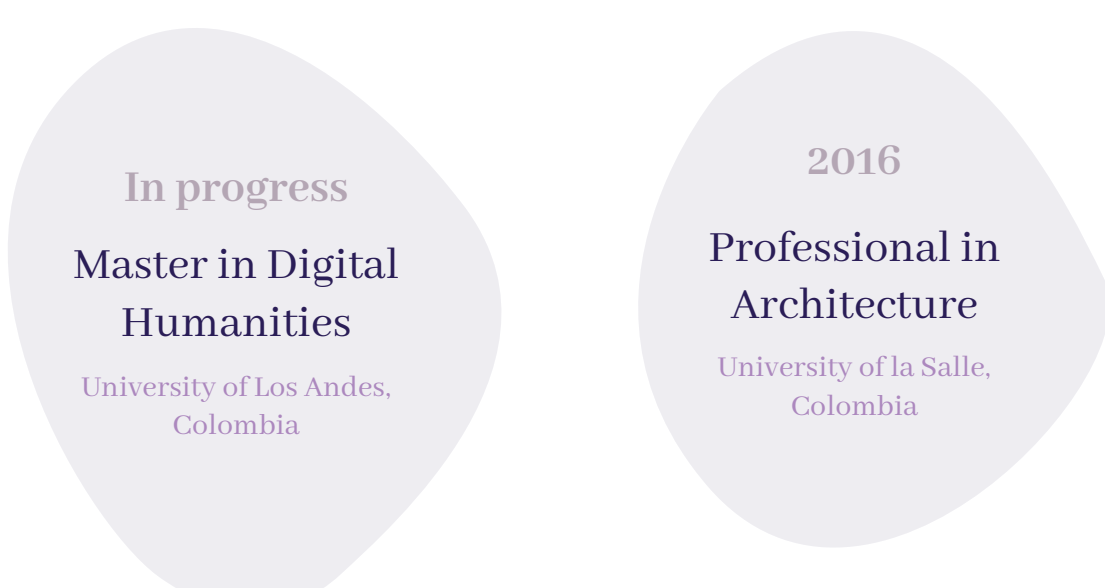 In progress
Master in Digital
Humanities
University of Los Andes,
Colombia
2016
Professional in
Architecture
University of la Salle,
Colombia